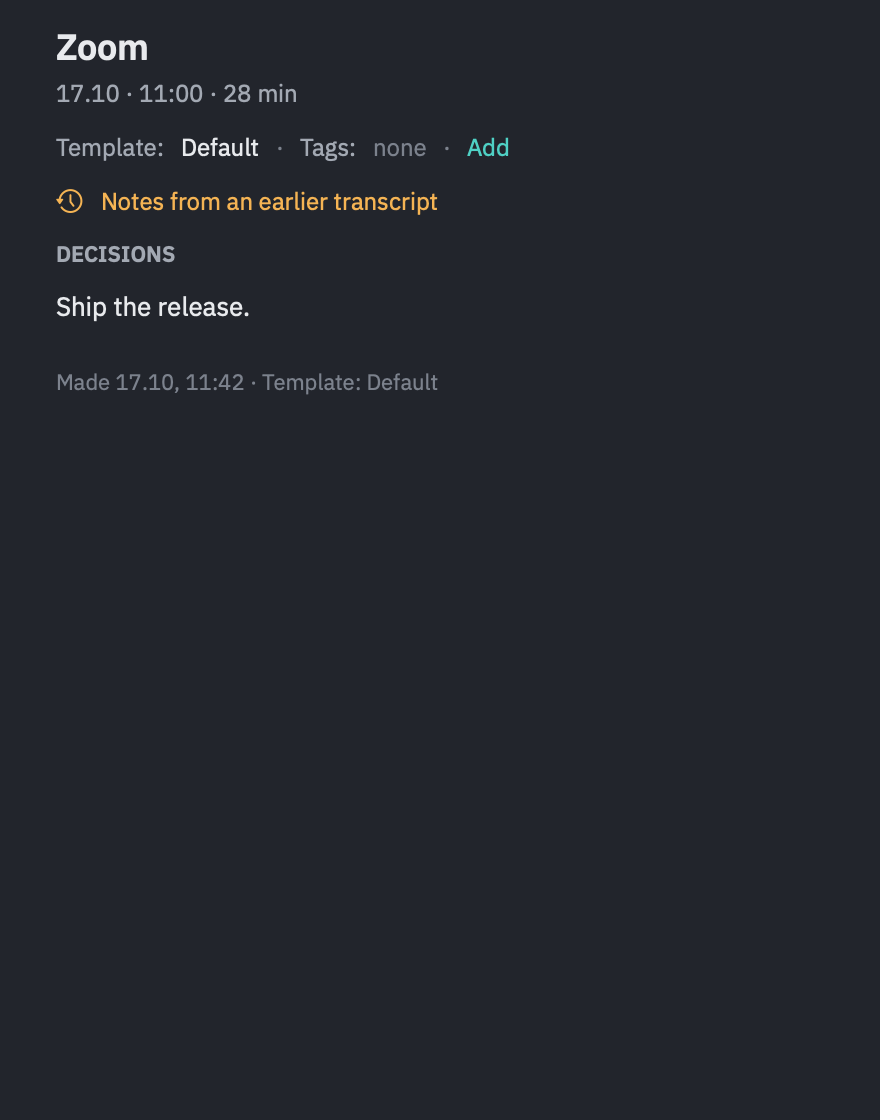 Zoom
17.10 · 11:00 · 28 min
Template: Default · Tags: none · Add
Notes from an earlier transcript
DECISIONS
Ship the release.
Made 17.10, 11:42 · Template: Default